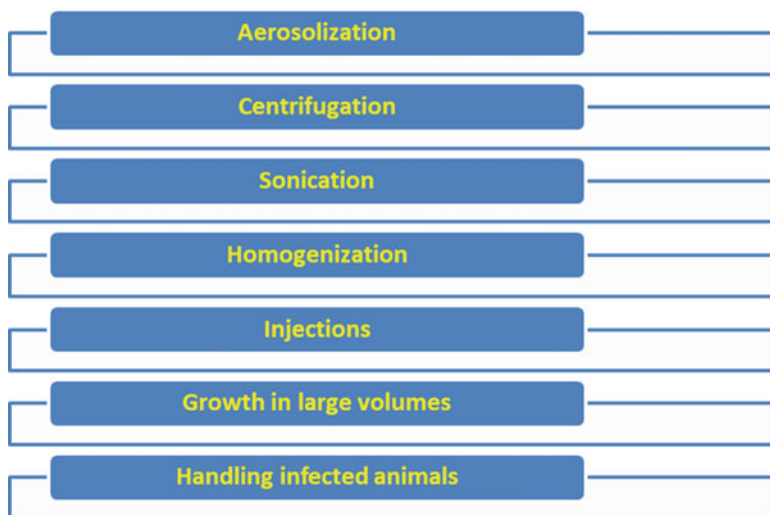 Aerosolization
Centrifugation
Sonication
Homogenization
Injections
Growth in large volumes
Handling infected animals